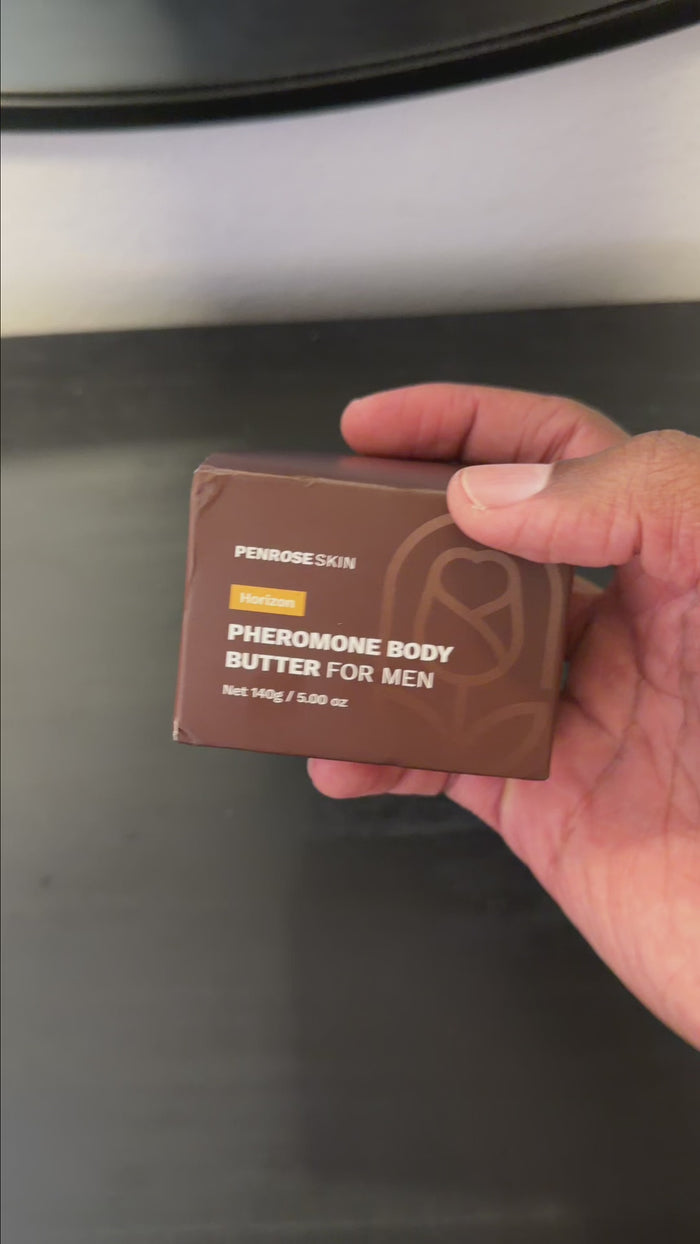 PENROSESKIN
Horizon
PHEROMONE BODY
BUTTER FOR MEN
Net 140g / 5.00 oz